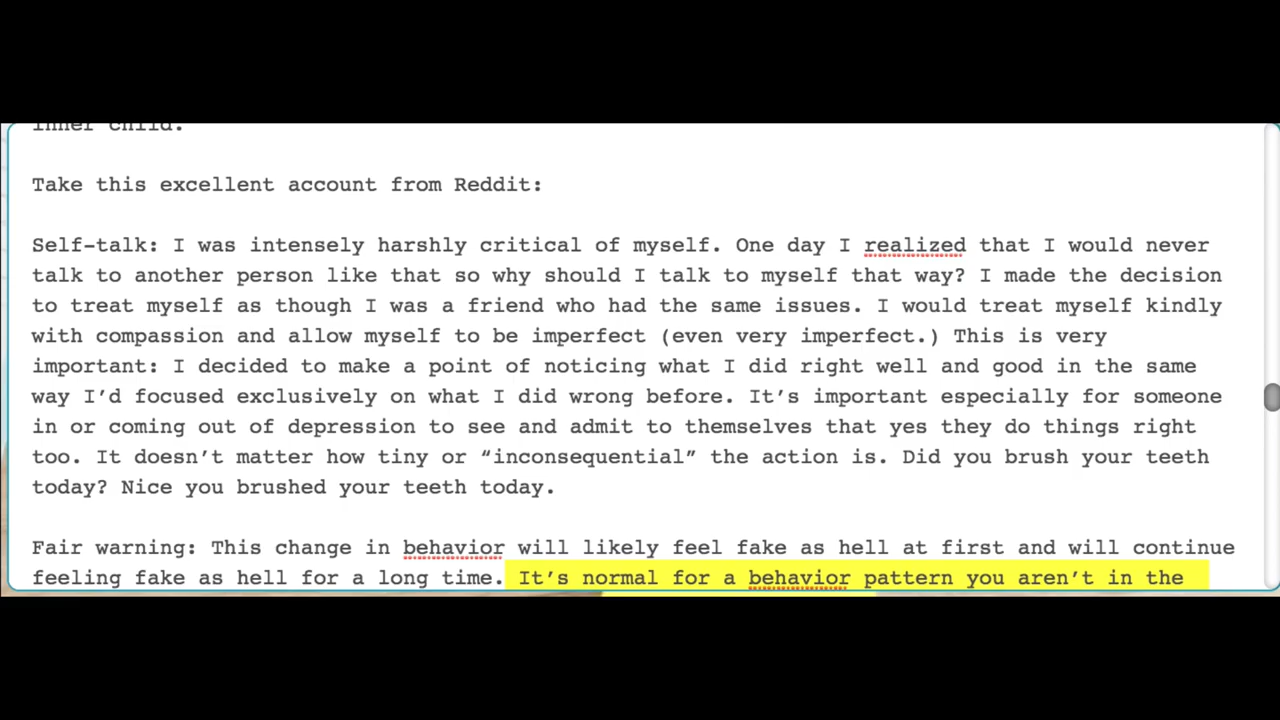 inner child.
Take this excellent account from Reddit:
Self-talk: I was intensely harshly critical of myself. One day I realized that I would never
talk to another person like that so why should I talk to myself that way? I made the decision
to treat myself as though I was a friend who had the same issues. I would treat myself kindly
with compassion and allow myself to be imperfect (even very imperfect.) This is very
important: I decided to make a point of noticing what I did right well and good in the same
way I’d focused exclusively on what I did wrong before. It’s important especially for someone
in or coming out of depression to see and admit to themselves that yes they do things right
too. It doesn’t matter how tiny or “inconsequential” the action is. Did you brush your teeth
today? Nice you brushed your teeth today.
Fair warning: This change in behavior will likely feel fake as hell at first and will continue
feeling fake as hell for a long time. It’s normal for a behavior pattern you aren’t in the